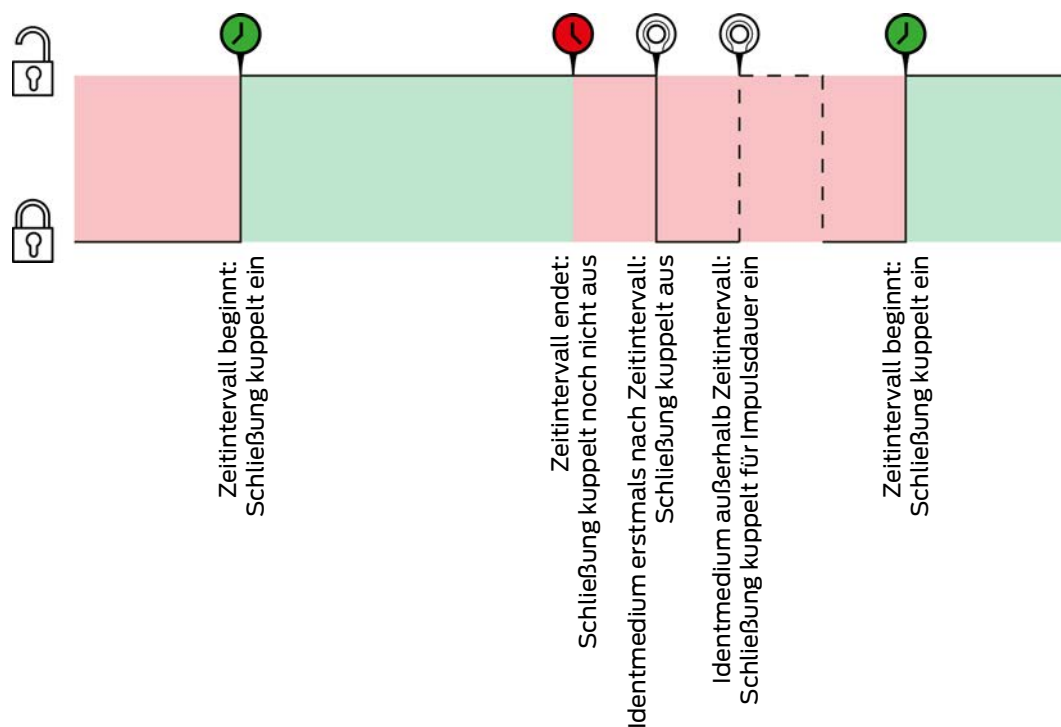 Zeitintervall beginnt:
Schließung kuppelt ein
Zeitintervall endet:
Schließung kuppelt noch nicht aus
Identmedium erstmals nach Zeitintervall:
Schließung kuppelt aus
Identmedium außerhalb Zeitintervall:
Schließung kuppelt für Impulsdauer ein
Zeitintervall beginnt:
Schließung kuppelt ein